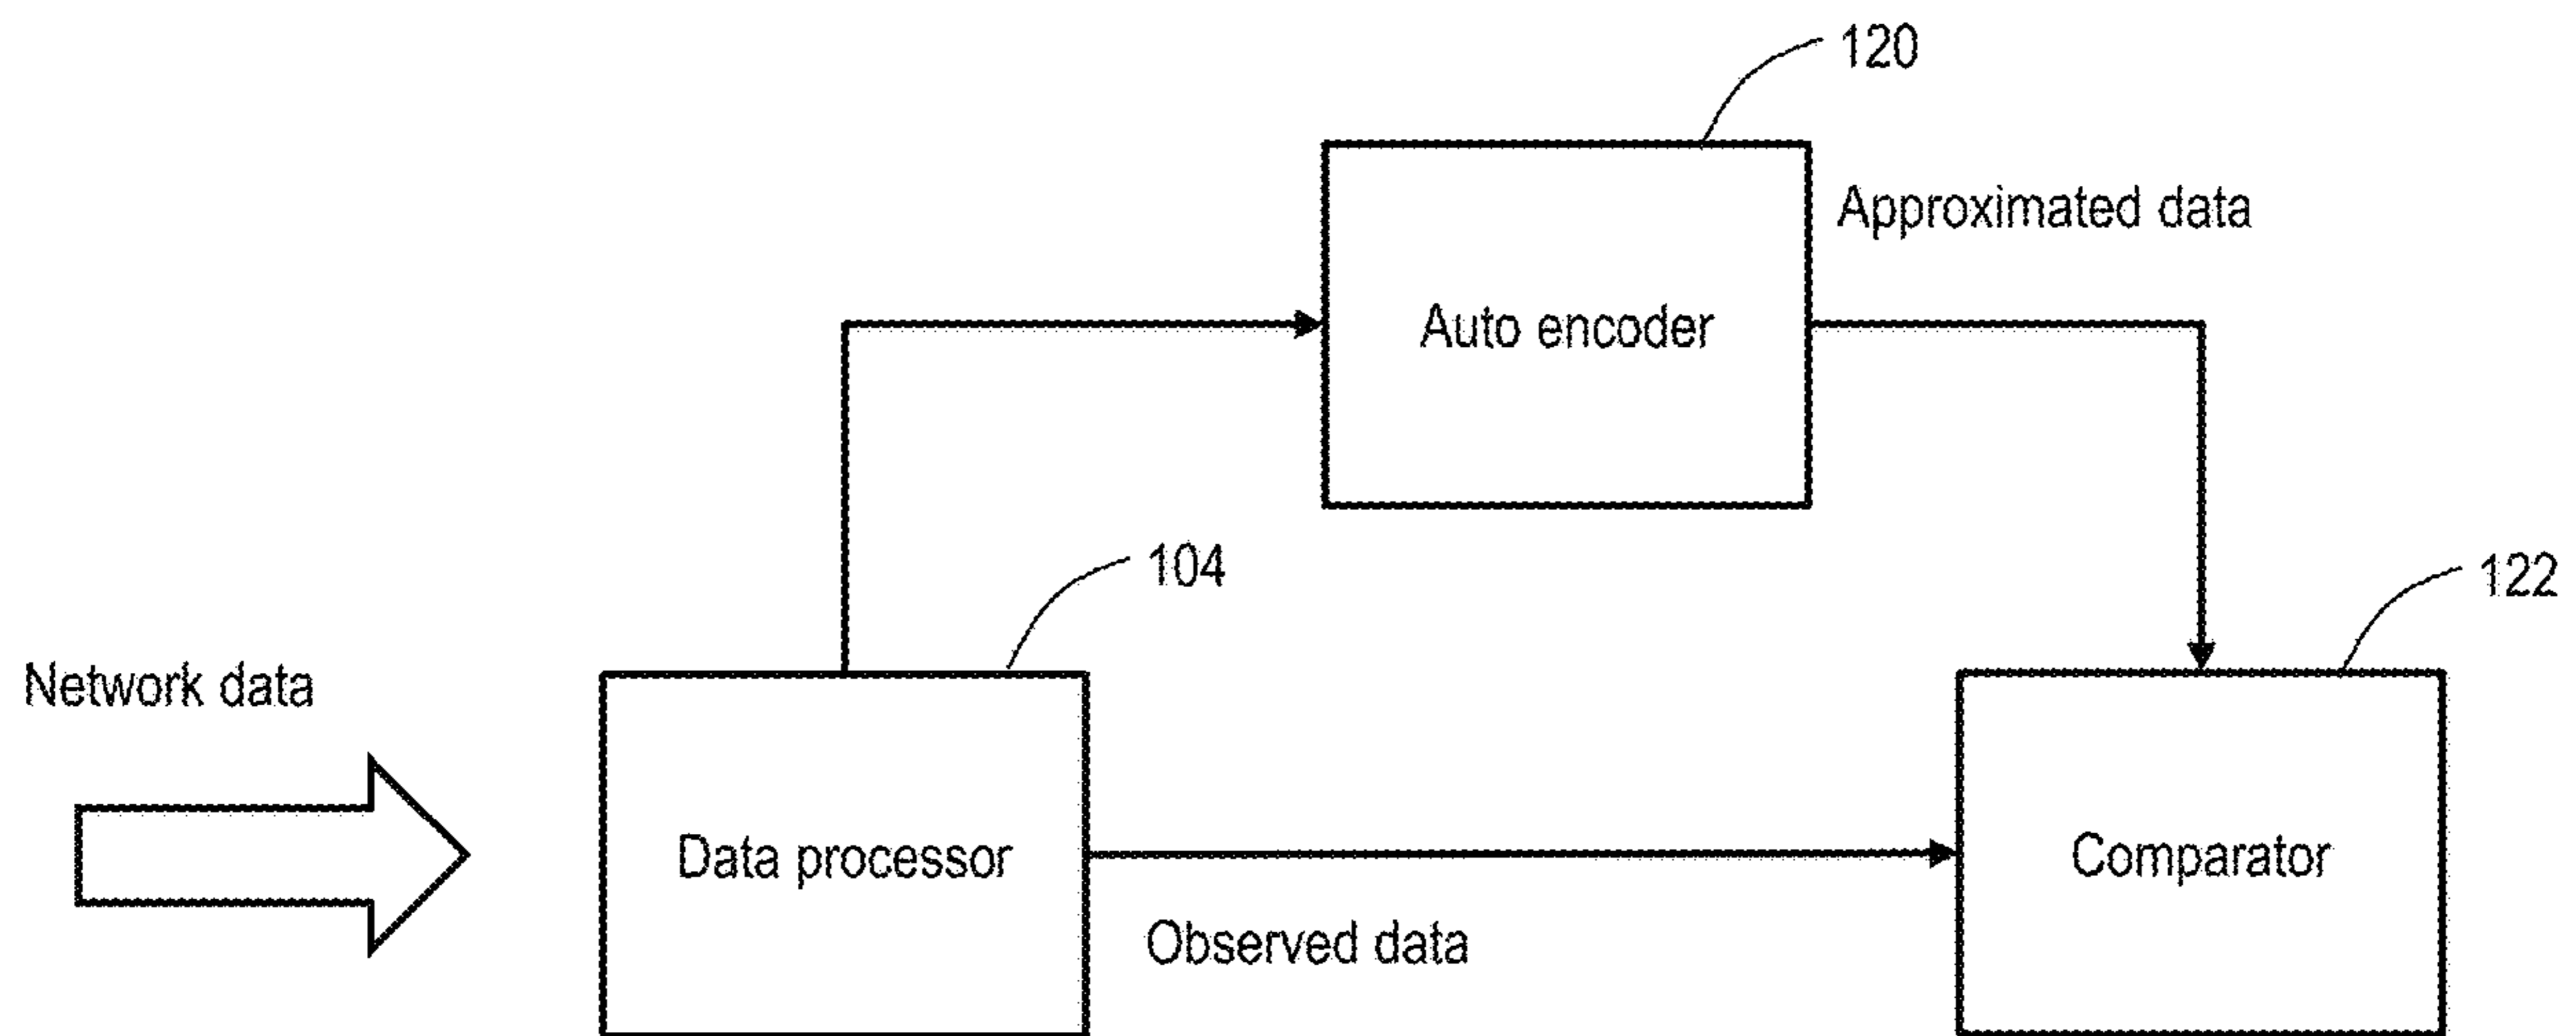 120
Approximated data
Auto encoder
104
122
Network data
Data processor
Comparator
Observed data